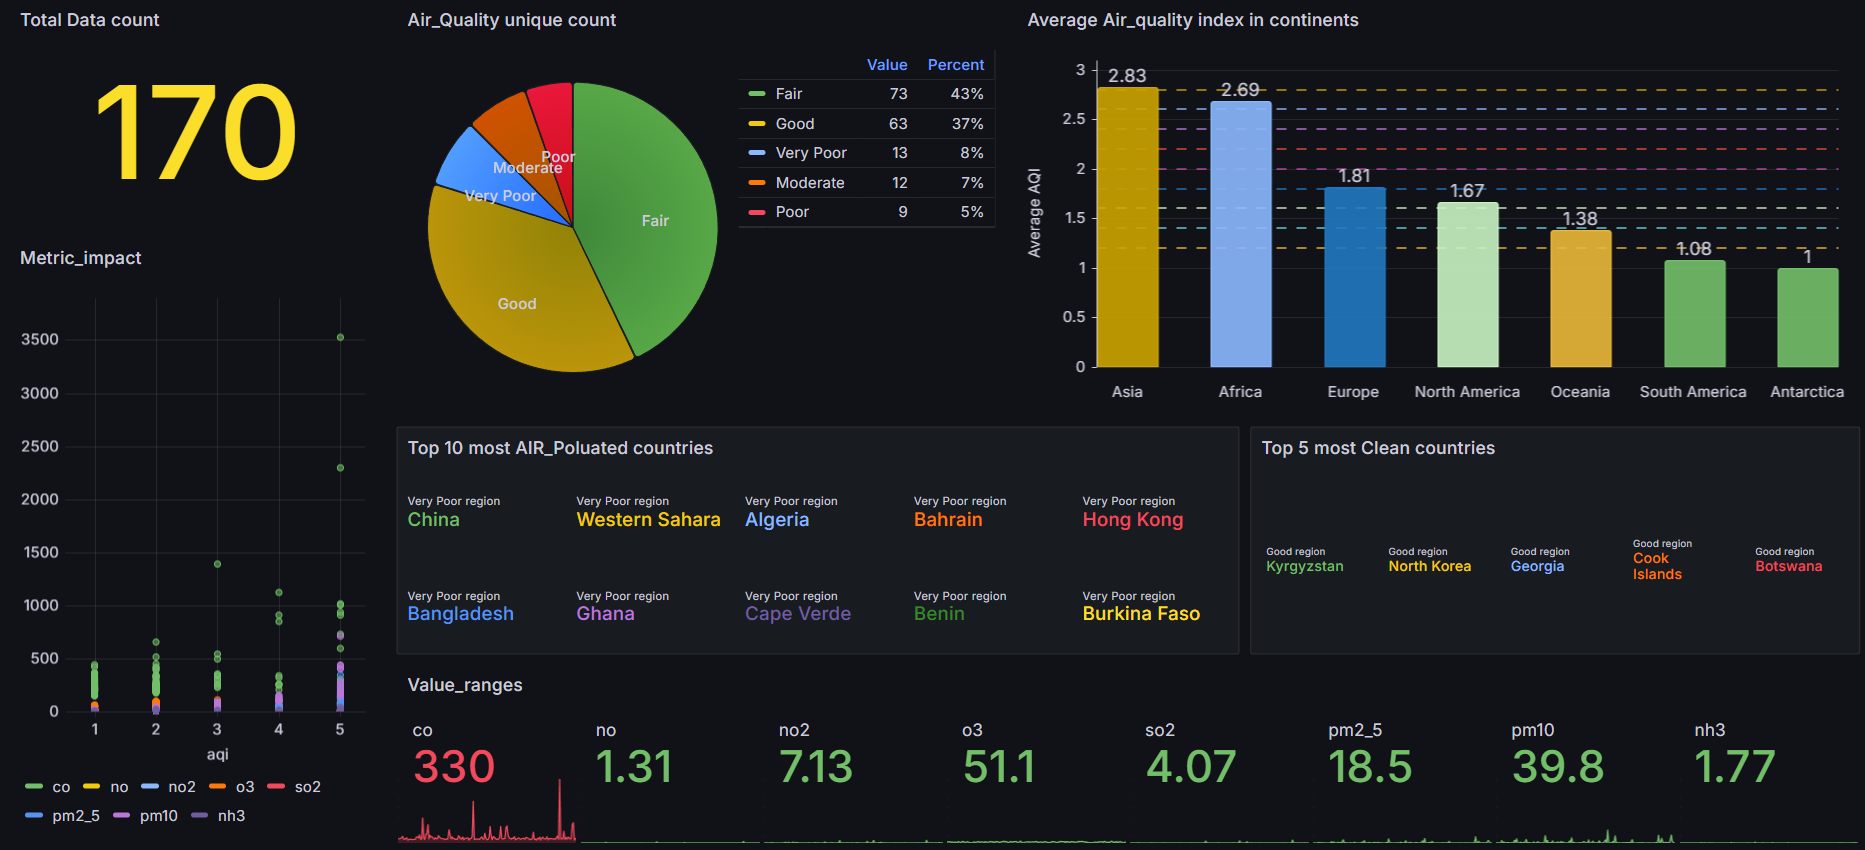 Total Data count
170
Metric_impact
3500
3000
2500
2000
1500
1000
500
0
1 2 3 4 5
aqi
co no no2 o3 so2
pm2_5 pm10 nh3
Air_Quality unique count
Poor
Moderate
Very Poor
Fair
Good
Value Percent
Fair 73 43%
Good 63 37%
Very Poor 13 8%
Moderate 12 7%
Poor 9 5%
Average Air_quality index in continents
Average AQI
3
2.5
2
1.5
1
0.5
0
2.83
2.69
1.81
1.67
1.38
1.08
1
Asia Africa Europe North America Oceania South America Antarctica
Top 10 most AIR_Poluated countries
Very Poor region
China
Very Poor region
Western Sahara
Very Poor region
Algeria
Very Poor region
Bahrain
Very Poor region
Hong Kong
Very Poor region
Bangladesh
Very Poor region
Ghana
Very Poor region
Cape Verde
Very Poor region
Benin
Very Poor region
Burkina Faso
Top 5 most Clean countries
Good region
Kyrgyzstan
Good region
North Korea
Good region
Georgia
Good region
Cook
Islands
Good region
Botswana
Value_ranges
co
330
no
1.31
no2
7.13
o3
51.1
so2
4.07
pm2_5
18.5
pm10
39.8
nh3
1.77